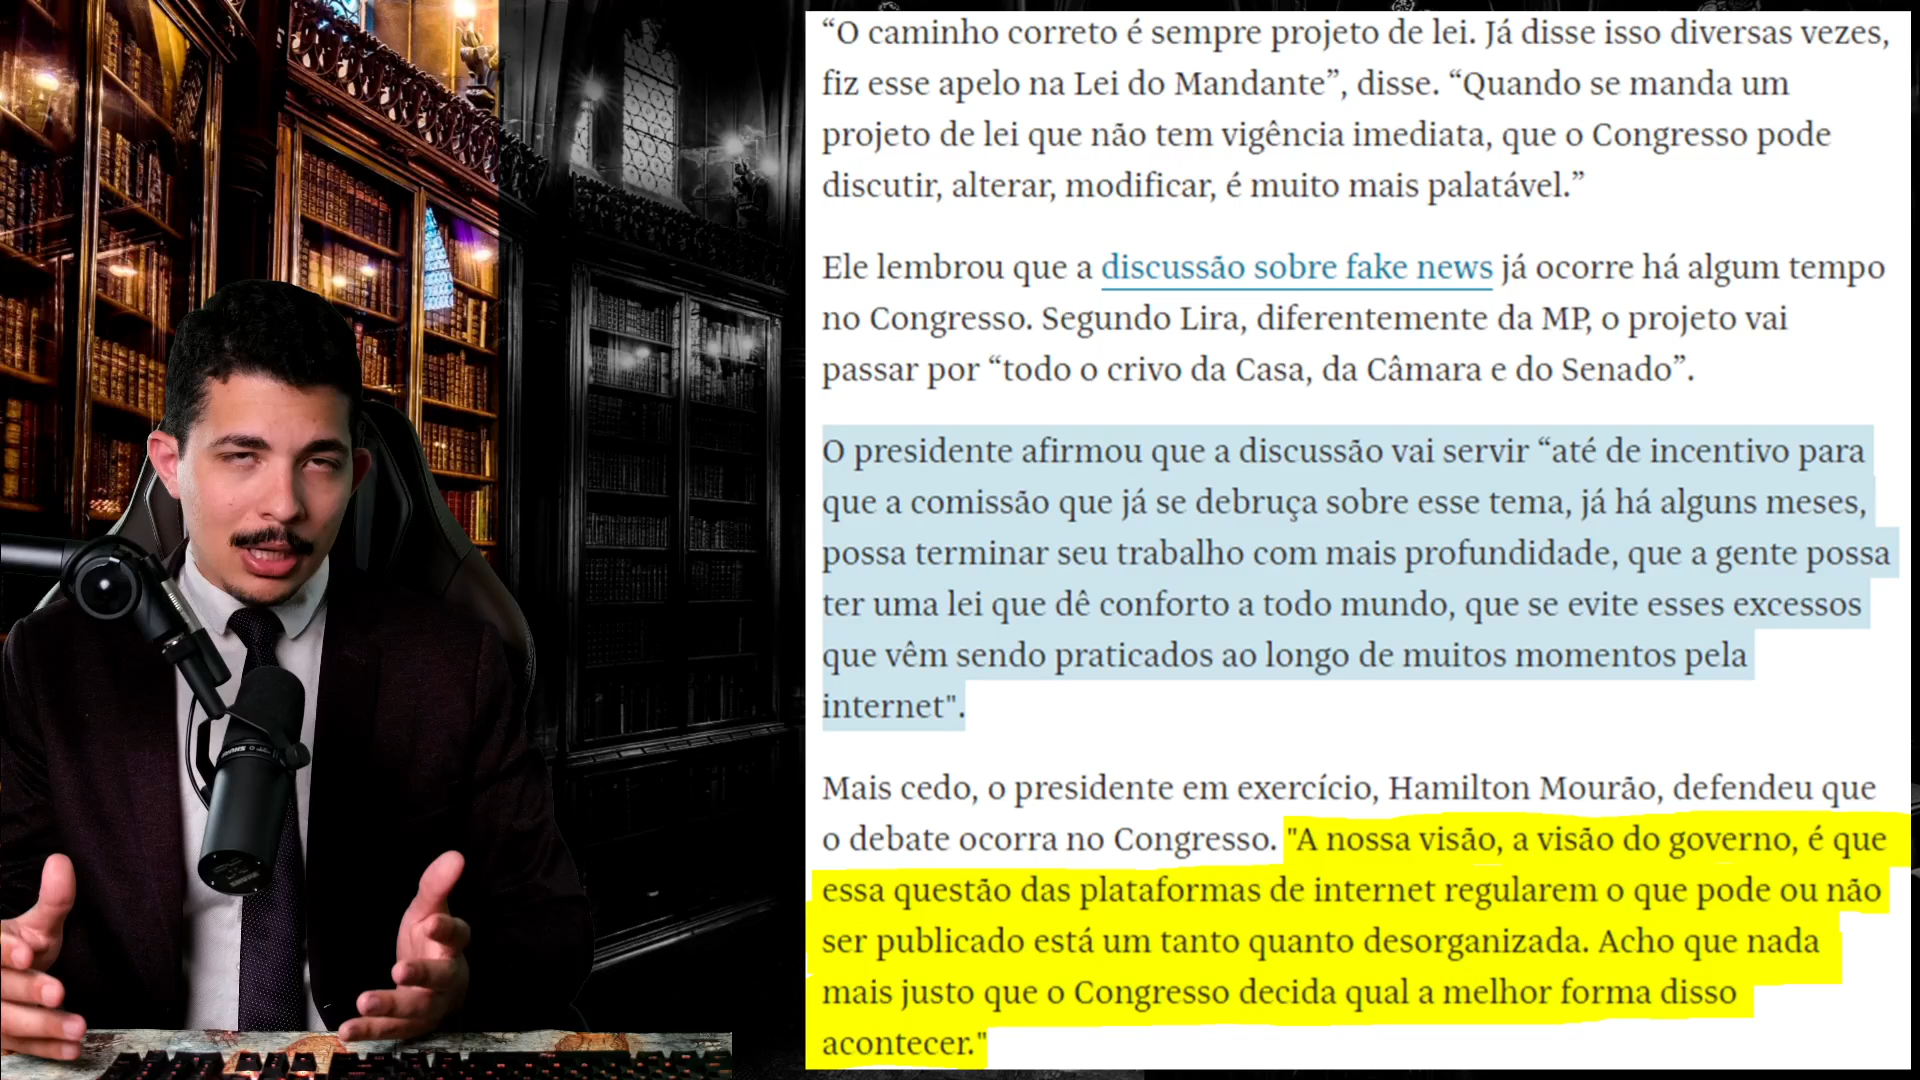 “O caminho correto é sempre projeto de lei. Já disse isso diversas vezes,
fiz esse apelo na Lei do Mandante”, disse. “Quando se manda um
projeto de lei que não tem vigência imediata, que o Congresso pode
discutir, alterar, modificar, é muito mais palatável.”
Ele lembrou que a discussão sobre fake news já ocorre há algum tempo
no Congresso. Segundo Lira, diferentemente da MP, o projeto vai
passar por “todo o crivo da Casa, da Câmara e do Senado”.
O presidente afirmou que a discussão vai servir “até de incentivo para
que a comissão que já se debruça sobre esse tema, já há alguns meses,
possa terminar seu trabalho com mais profundidade, que a gente possa
ter uma lei que dê conforto a todo mundo, que se evite esses excessos
que vêm sendo praticados ao longo de muitos momentos pela
internet".
Mais cedo, o presidente em exercício, Hamilton Mourão, defendeu que
o debate ocorra no Congresso. "A nossa visão, a visão do governo, é que
essa questão das plataformas de internet regularem o que pode ou não
ser publicado está um tanto quanto desorganizada. Acho que nada
mais justo que o Congresso decida qual a melhor forma disso
acontecer."
SHURE